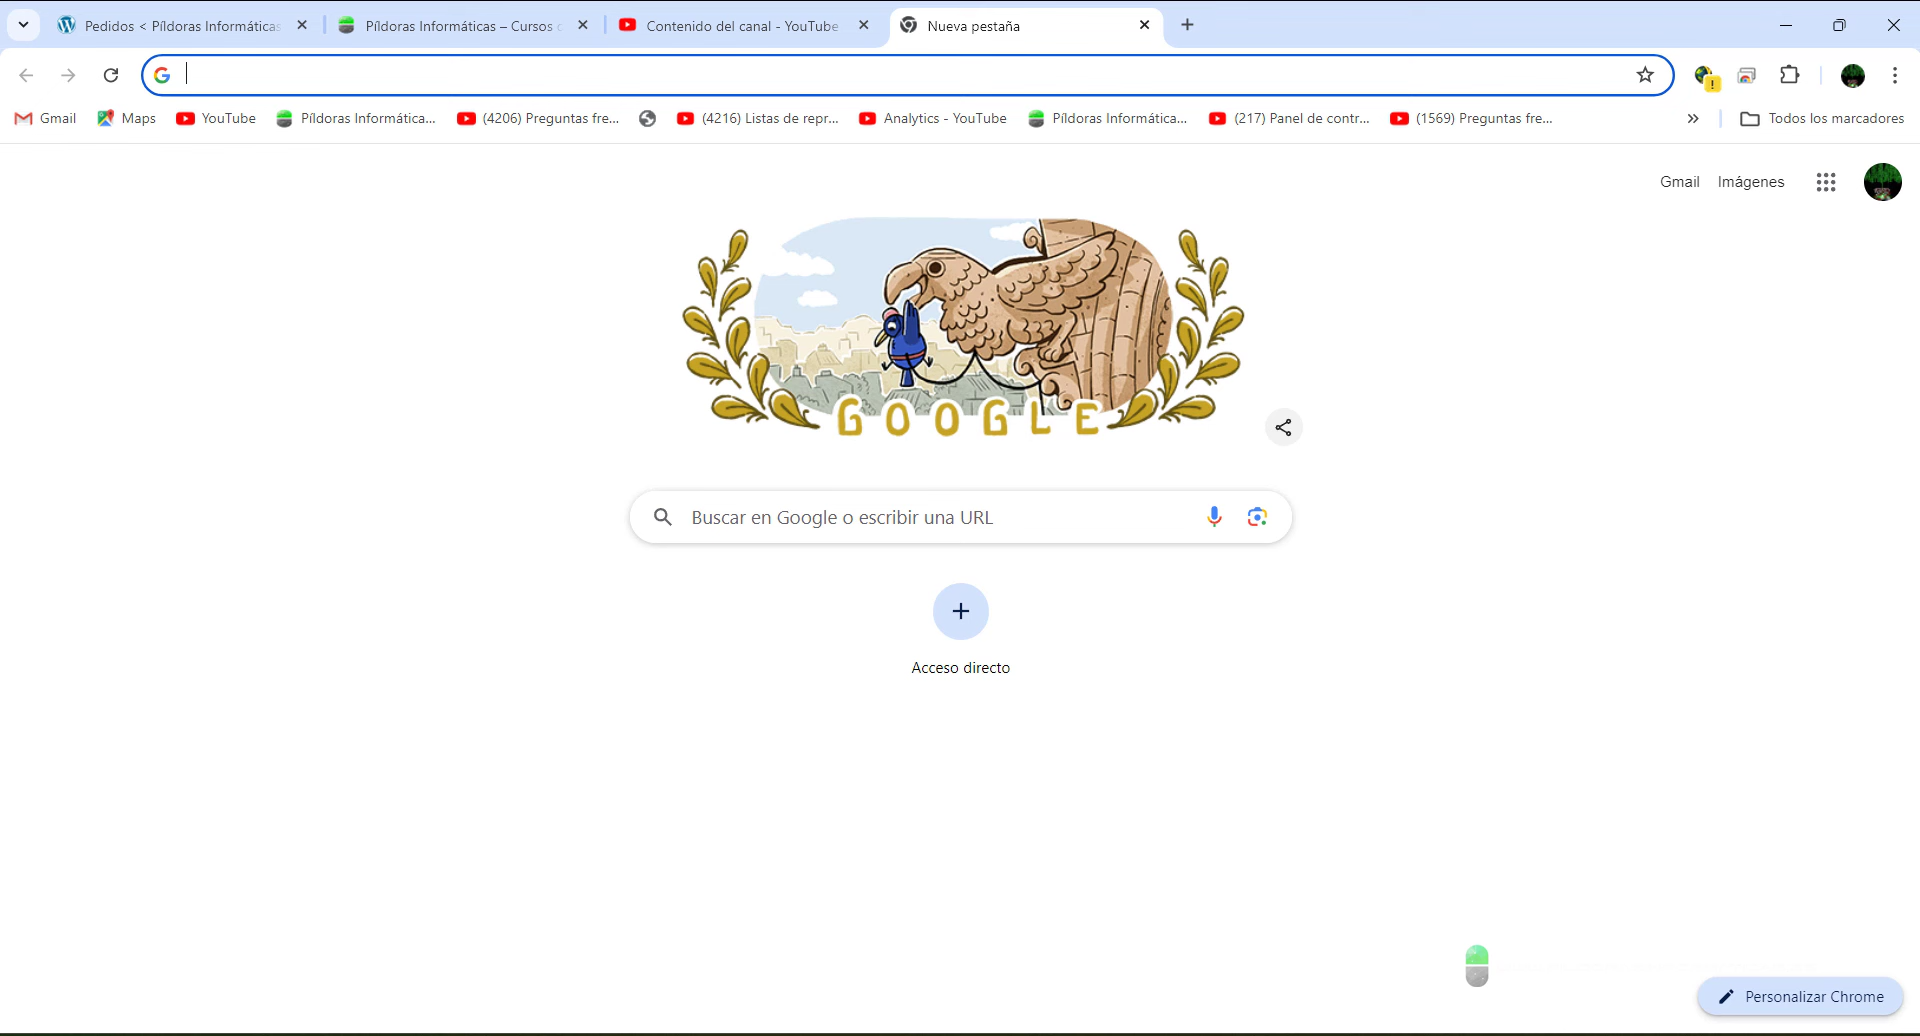 Pedidos < Píldoras Informáticas
Píldoras Informáticas – Cursos
Contenido del canal - YouTube
Nueva pestaña
Gmail
Maps
YouTube
Píldoras Informática...
(4206) Preguntas fre...
(4216) Listas de repr...
Analytics - YouTube
Píldoras Informática...
(217) Panel de contr...
(1569) Preguntas fre...
Todos los marcadores
Gmail
Imágenes
GOOGLE
Buscar en Google o escribir una URL
Acceso directo
Personalizar Chrome